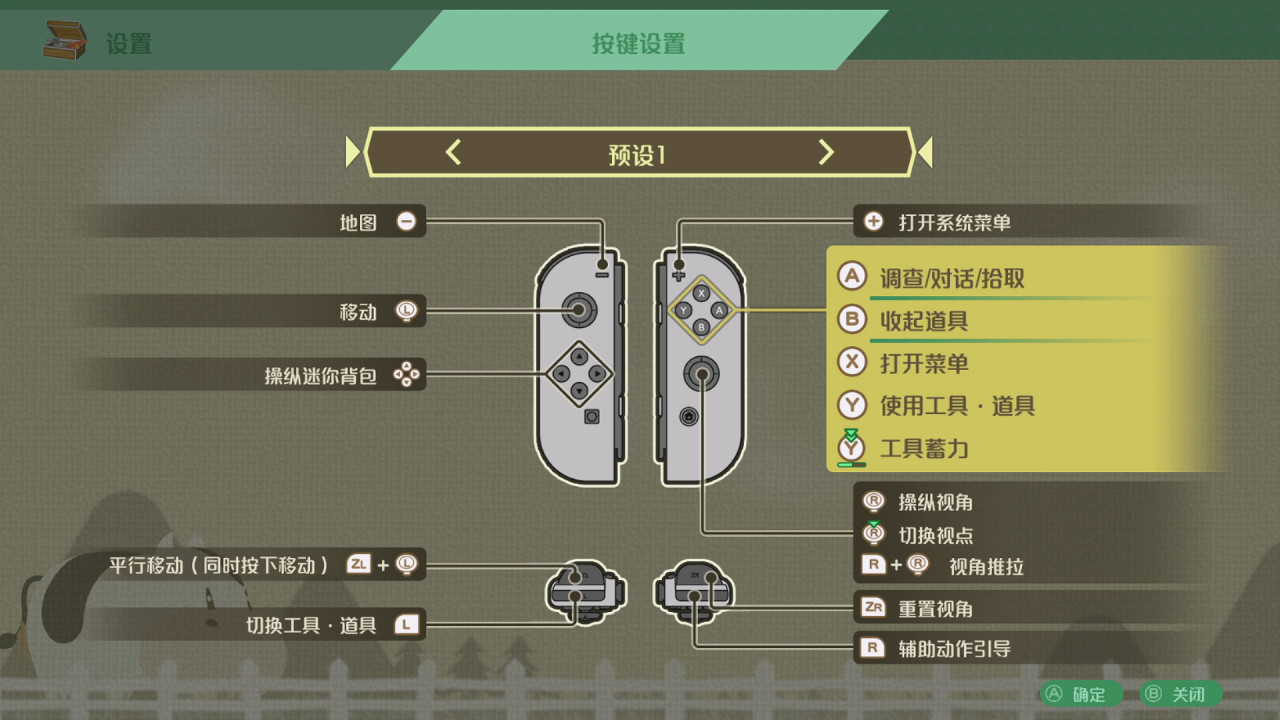 设置
按键设置
预设1
地图
移动
L
操纵迷你背包
打开系统菜单
A 调查/对话/拾取
B 收起道具
X 打开菜单
Y 使用工具·道具
Y 工具蓄力
X
Y A
B
R 操纵视角
R 切换视点
R + R 视角推拉
平行移动(同时按下移动) ZL + L
切换工具·道具 L
ZR
ZR 重置视角
R 辅助动作引导
A 确定
B 关闭